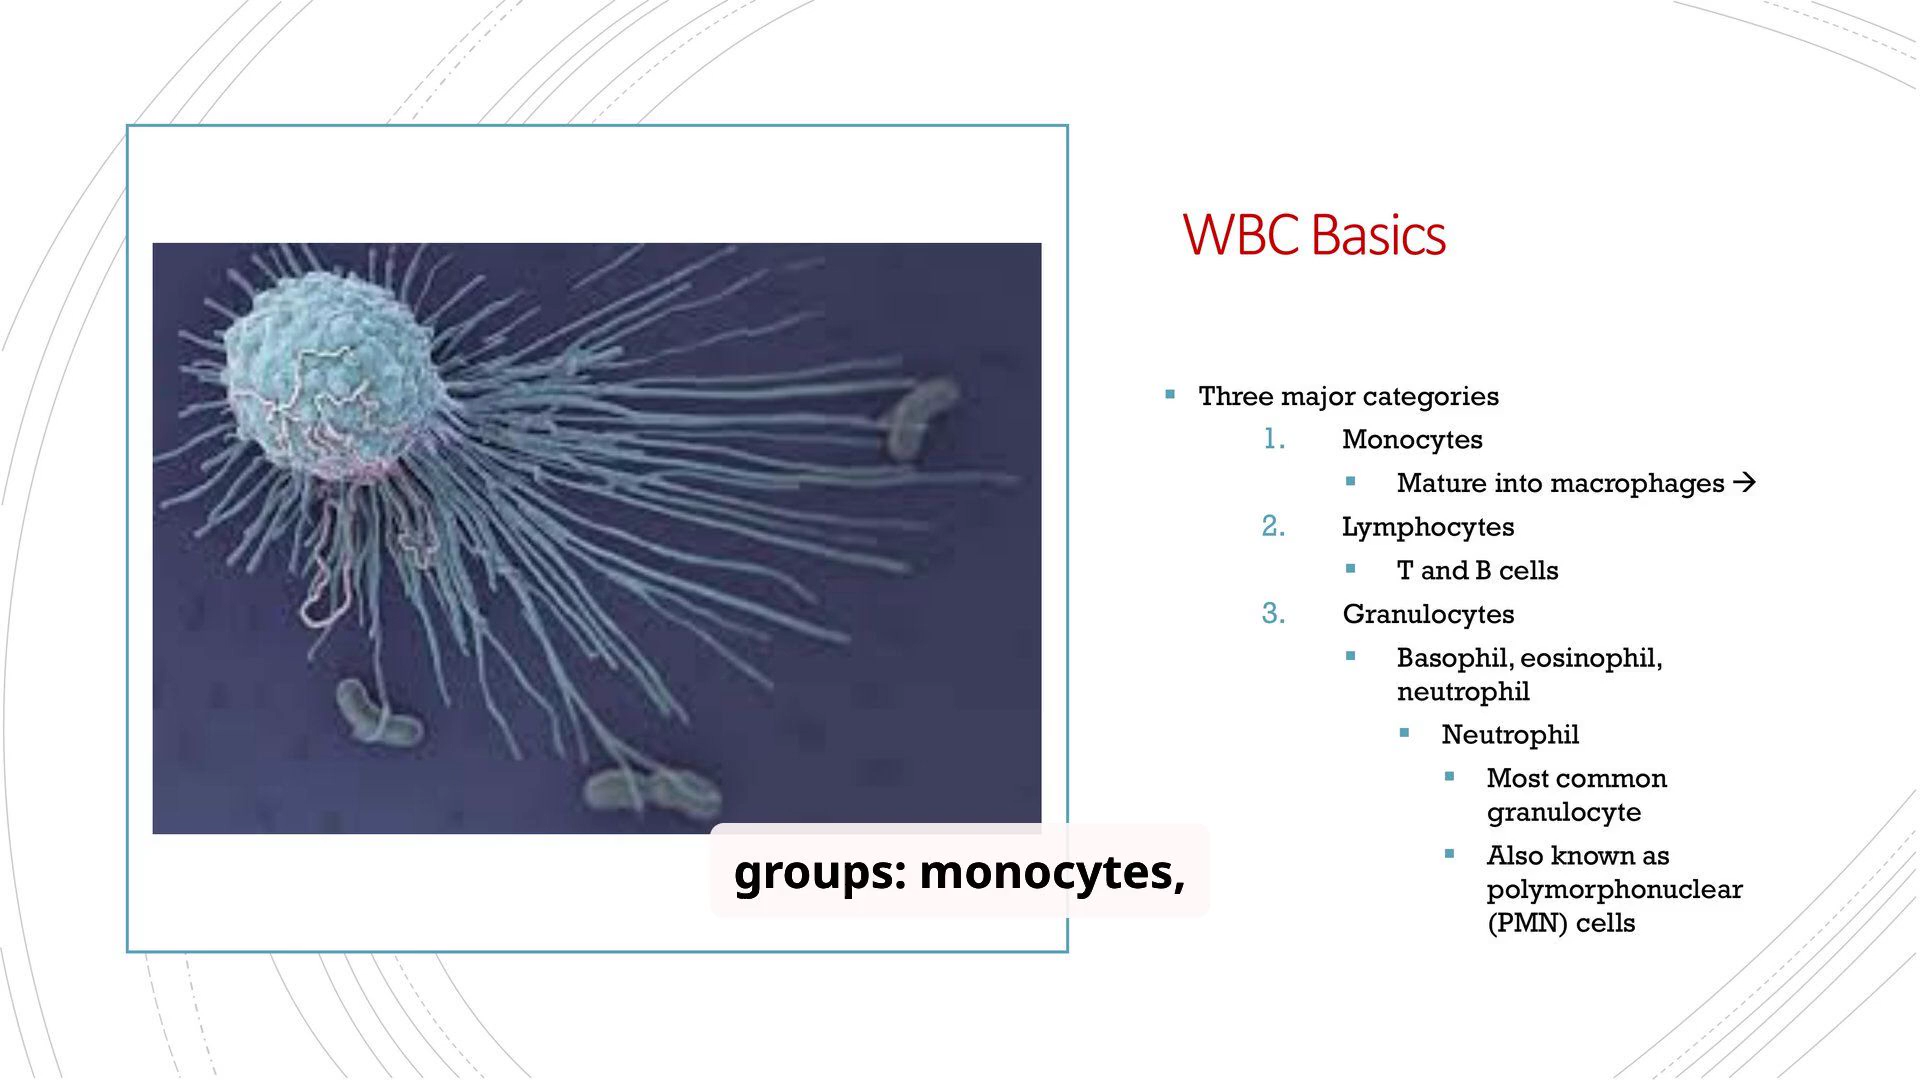 WBC Basics
Three major categories
1. Monocytes
Mature into macrophages →
2. Lymphocytes
T and B cells
3. Granulocytes
Basophil, eosinophil,
neutrophil
Neutrophil
Most common
granulocyte
Also known as
polymorphonuclear
(PMN) cells
groups: monocytes,